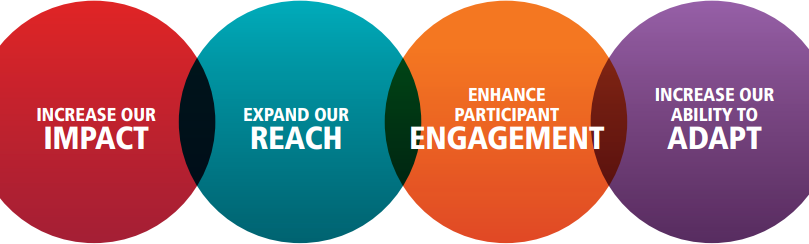 INCREASE OUR
IMPACT
EXPAND OUR
REACH
ENHANCE
PARTICIPANT
ENGAGEMENT
INCREASE OUR
ABILITY TO
ADAPT